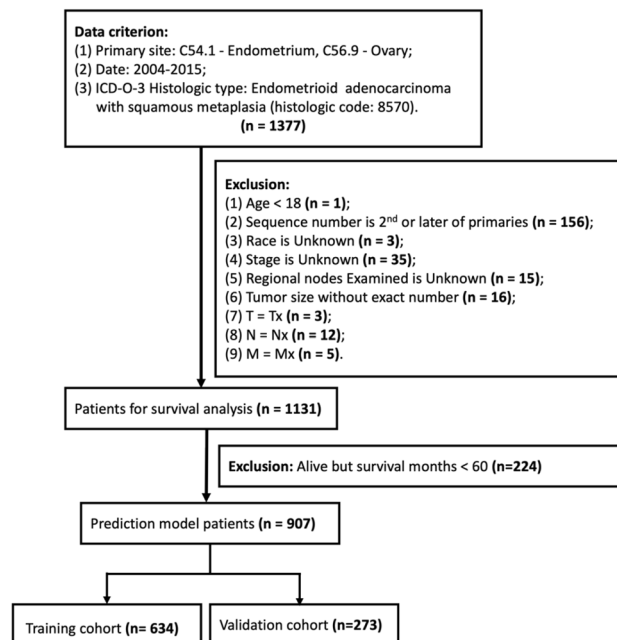 Data criterion:
(1) Primary site: C54.1 - Endometrium, C56.9 - Ovary;
(2) Date: 2004-2015;
(3) ICD-O-3 Histologic type: Endometrioid adenocarcinoma
with squamous metaplasia (histologic code: 8570).
(n = 1377)
Exclusion:
(1) Age < 18 (n = 1);
(2) Sequence number is 2nd or later of primaries (n = 156);
(3) Race is Unknown (n = 3);
(4) Stage is Unknown (n = 35);
(5) Regional nodes Examined is Unknown (n = 15);
(6) Tumor size without exact number (n = 16);
(7) T = Tx (n = 3);
(8) N = Nx (n = 12);
(9) M = Mx (n = 5).
Patients for survival analysis (n = 1131)
Exclusion: Alive but survival months < 60 (n=224)
Prediction model patients (n = 907)
Training cohort (n= 634)
Validation cohort (n=273)